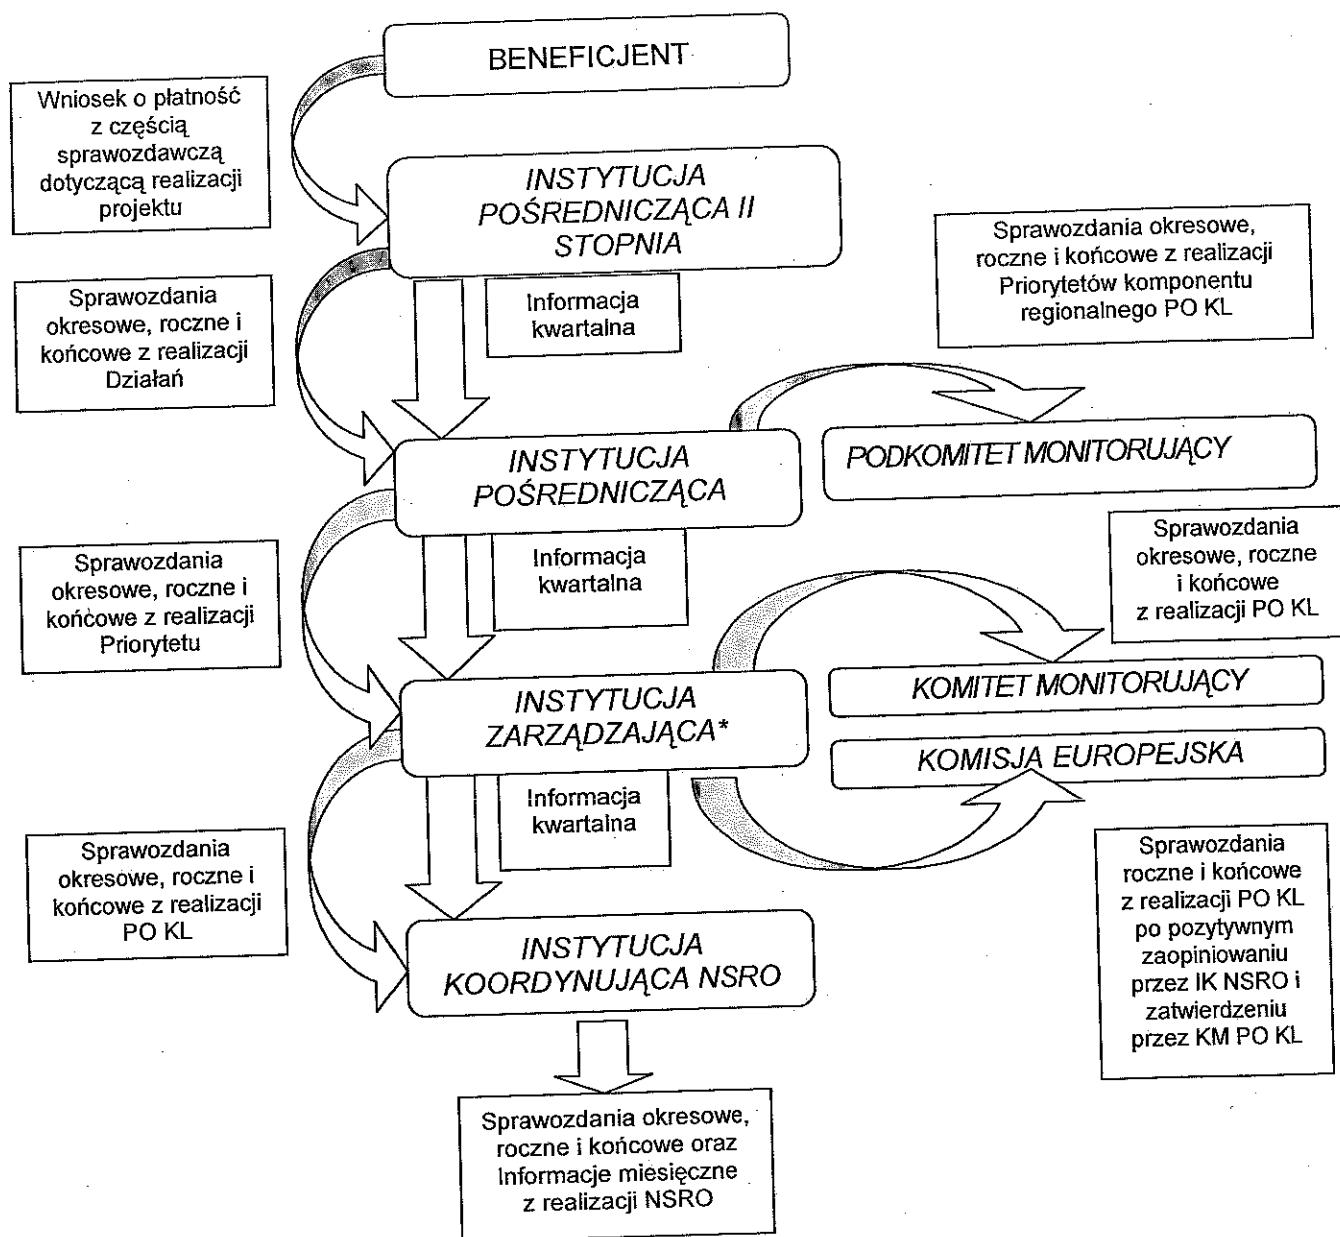 BENEFICJENT
Wniosek o płatność
z częścią
sprawozdawczą
dotyczącą realizacji
projektu
INSTYTUCJA
POŚREDNICZĄCA II
STOPNIA
Sprawozdania okresowe,
roczne i końcowe z realizacji
Priorytetów komponentu
regionalnego PO KL
Sprawozdania
okresowe, roczne i
końcowe z realizacji
Działań
Informacja
kwartalna
INSTYTUCJA
POŚREDNICZĄCA
PODKOMITET MONITORUJĄCY
Sprawozdania
okresowe, roczne i
końcowe z realizacji
Priorytetu
Informacja
kwartalna
Sprawozdania
okresowe, roczne
i końcowe
z realizacji PO KL
INSTYTUCJA
ZARZĄDZAJĄCA*
KOMITET MONITORUJĄCY
KOMISJA EUROPEJSKA
Informacja
kwartalna
Sprawozdania
okresowe, roczne i
końcowe z realizacji
PO KL
Sprawozdania
roczne i końcowe
z realizacji PO KL
po pozytywnym
zaopiniowaniu
przez IK NSRO i
zatwierdzeniu
przez KM PO KL
INSTYTUCJA
KOORDYNUJĄCA NSRO
Sprawozdania okresowe,
roczne i końcowe oraz
Informacje miesięczne
z realizacji NSRO